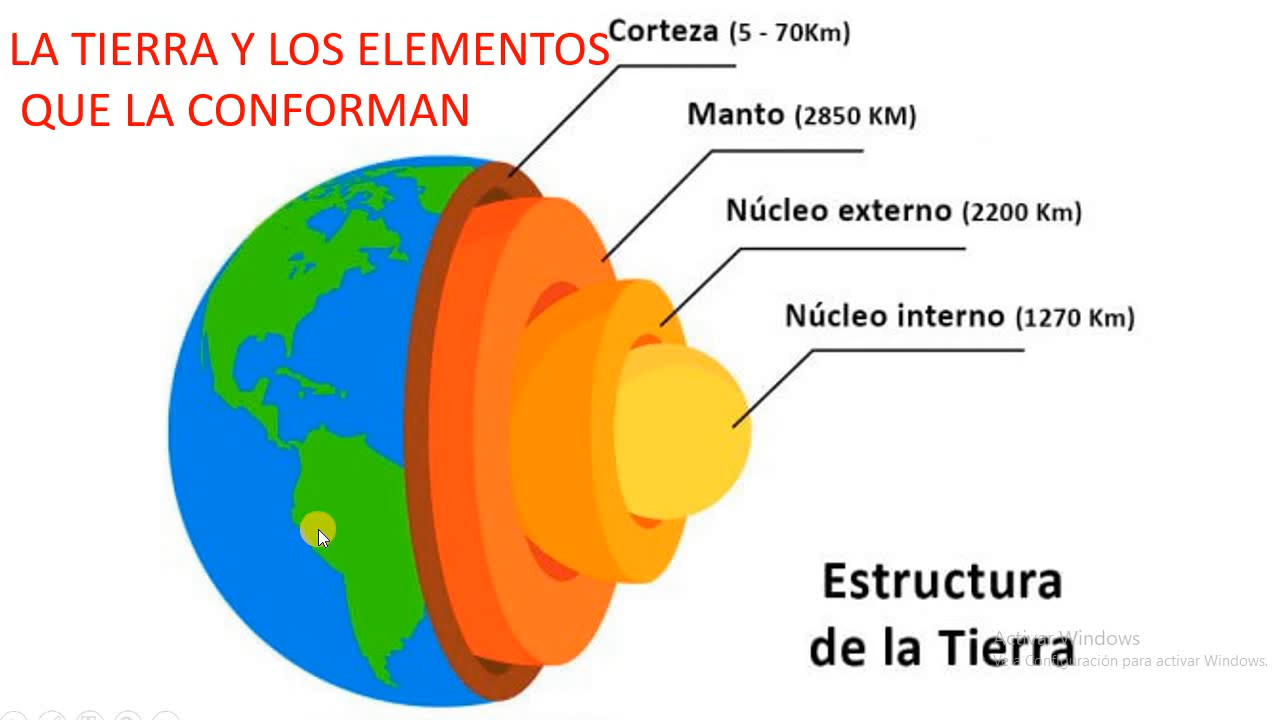 LA TIERRA Y LOS ELEMENTOS
QUE LA CONFORMAN
Corteza (5 - 70Km)
Manto (2850 KM)
Núcleo externo (2200 Km)
Núcleo interno (1270 Km)
Estructura
de la Tierra
Activar Windows
Ve a Configuración para activar Windows.